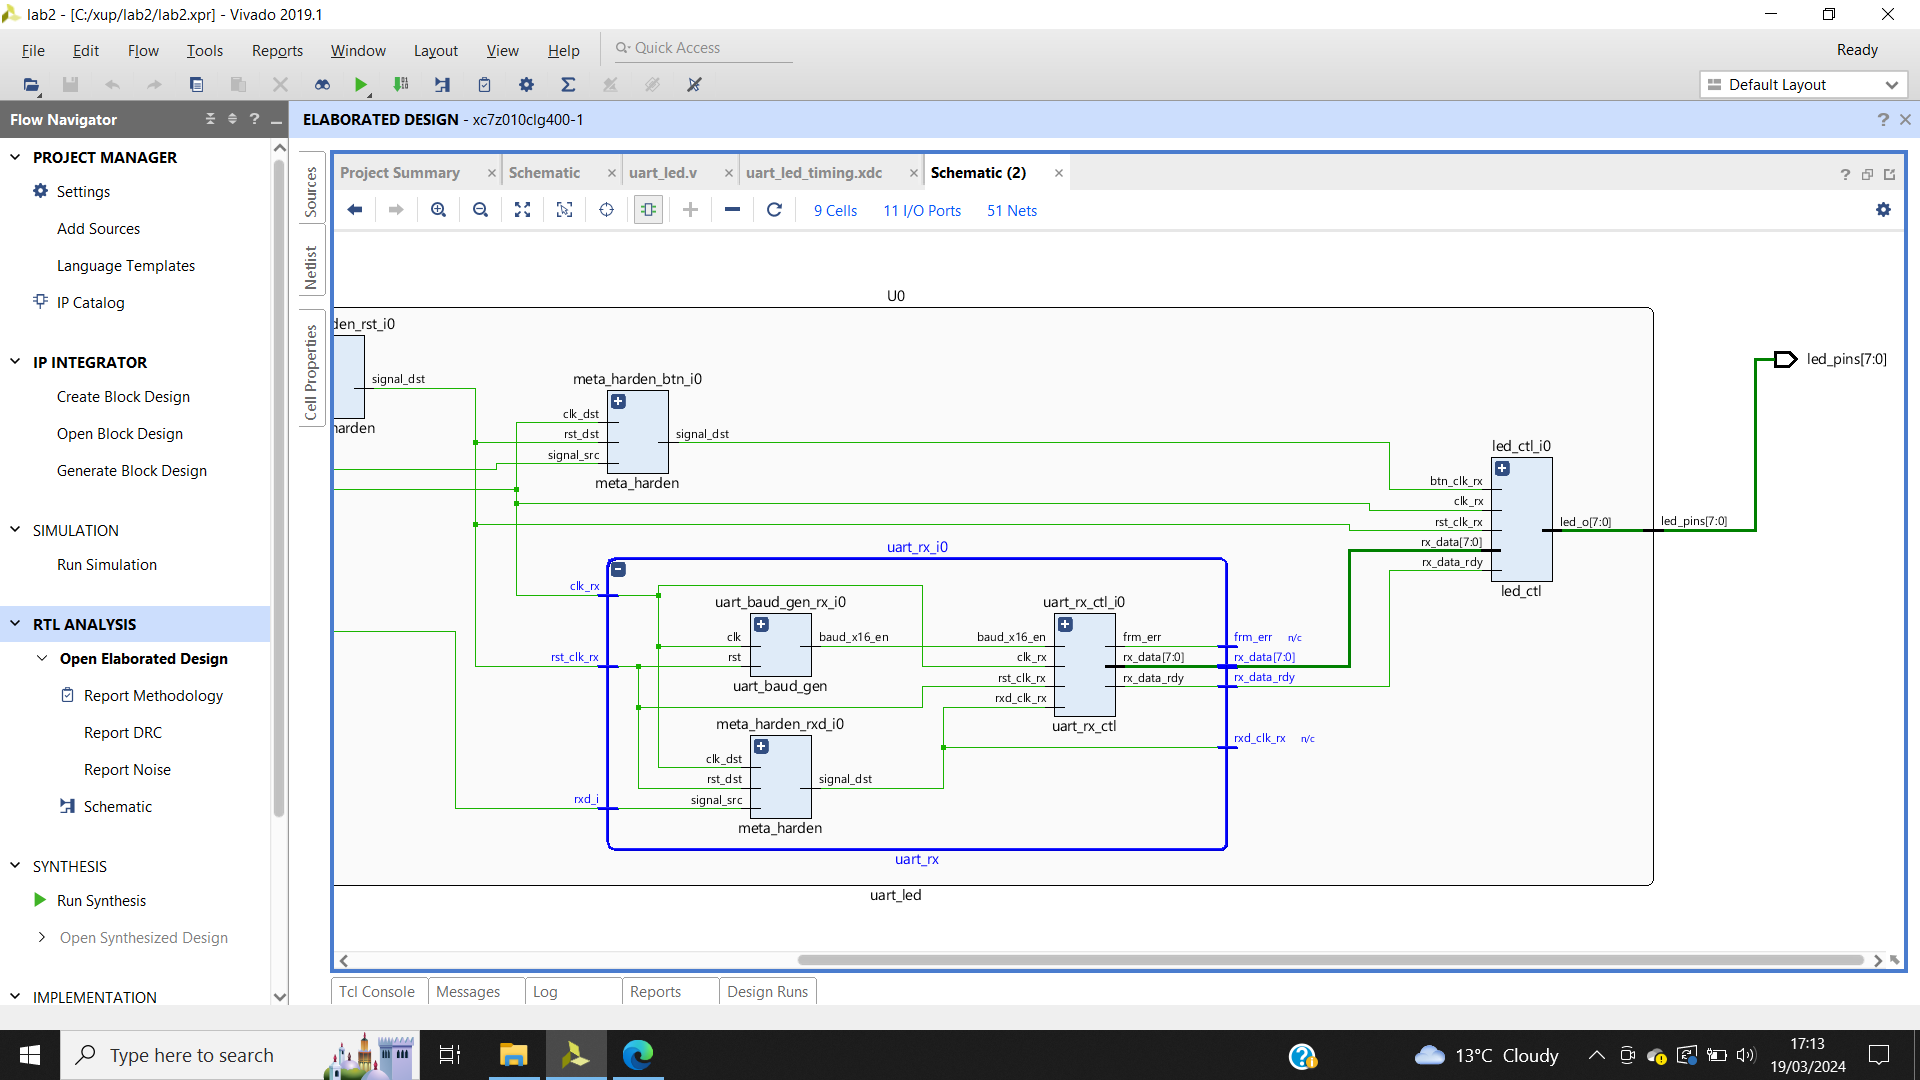 lab2 - [C:/xup/lab2/lab2.xpr] - Vivado 2019.1
File Edit Flow Tools Reports Window Layout View Help Quick Access Ready
Default Layout
Flow Navigator ?
ELABORATED DESIGN - xc7z010clg400-1 ?
PROJECT MANAGER
Settings
Add Sources
Language Templates
IP Catalog
IP INTEGRATOR
Create Block Design
Open Block Design
Generate Block Design
SIMULATION
Run Simulation
RTL ANALYSIS
Open Elaborated Design
Report Methodology
Report DRC
Report Noise
Schematic
SYNTHESIS
Run Synthesis
Open Synthesized Design
IMPLEMENTATION
Sources
Netlist
Cell Properties
Project Summary Schematic uart_led.v uart_led_timing.xdc Schematic (2) ?
9 Cells 11 I/O Ports 51 Nets
U0
den_rst_i0
signal_dst
harden
meta_harden_btn_i0
clk_dst
rst_dst
signal_src
signal_dst
meta_harden
led_ctl_i0
btn_clk_rx
clk_rx
rst_clk_rx
rx_data[7:0]
rx_data_rdy
led_o[7:0]
led_ctl
led_pins[7:0]
led_pins[7:0]
uart_rx_i0
clk_rx
rst_clk_rx
rxd_i
uart_baud_gen_rx_i0
clk
rst
baud_x16_en
uart_baud_gen
uart_rx_ctl_i0
baud_x16_en
clk_rx
rst_clk_rx
rxd_clk_rx
frm_err
rx_data[7:0]
rx_data_rdy
uart_rx_ctl
frm_err n/c
rx_data[7:0]
rx_data_rdy
rxd_clk_rx n/c
meta_harden_rxd_i0
clk_dst
rst_dst
signal_src
signal_dst
meta_harden
uart_rx
uart_led
Tcl Console Messages Log Reports Design Runs
Type here to search
13°C Cloudy
17:13
19/03/2024